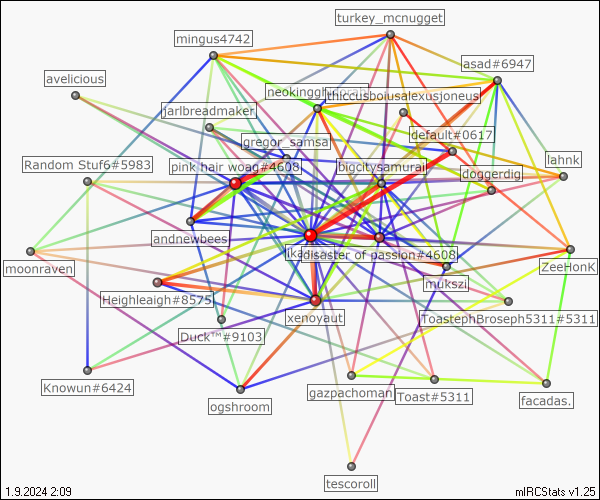 turkey_mcnugget
mingus4742
asad#6947
avelicious
thiccusboiusalexusjoneus
jarlbreadmaker
default#0617
gregor_samsa
lahnk
Random Stuf6#5983
pink hair woag#4608
bigcitysamurai
doggerdig
andnewbees
disaster of passion#4608
moonraven
ZeeHonK
mukszi
Heighleaigh#8575
xenoyaut
ToastephBroseph5311#5311
Duck™#9103
Knowun#6424
gazpachoman
Toast#5311
facadas.
ogshroom
tescoroll
1.9.2024 2:09
mIRCStats v1.25